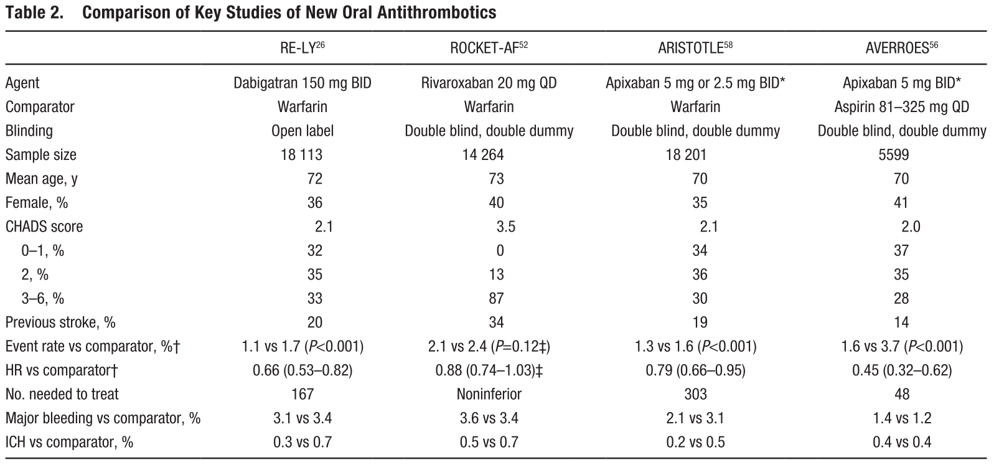 Table 2. Comparison of Key Studies of New Oral Antithrombotics
RE-LY26 ROCKET-AF52 ARISTOTLE58 AVERROES56
Agent Dabigatran 150 mg BID Rivaroxaban 20 mg QD Apixaban 5 mg or 2.5 mg BID* Apixaban 5 mg BID*
Comparator Warfarin Warfarin Warfarin Aspirin 81–325 mg QD
Blinding Open label Double blind, double dummy Double blind, double dummy Double blind, double dummy
Sample size 18 113 14 264 18 201 5599
Mean age, y 72 73 70 70
Female, % 36 40 35 41
CHADS score 2.1 3.5 2.1 2.0
0–1, % 32 0 34 37
2, % 35 13 36 35
3–6, % 33 87 30 28
Previous stroke, % 20 34 19 14
Event rate vs comparator, %† 1.1 vs 1.7 (P<0.001) 2.1 vs 2.4 (P=0.12‡) 1.3 vs 1.6 (P<0.001) 1.6 vs 3.7 (P<0.001)
HR vs comparator† 0.66 (0.53–0.82) 0.88 (0.74–1.03)‡ 0.79 (0.66–0.95) 0.45 (0.32–0.62)
No. needed to treat 167 Noninferior 303 48
Major bleeding vs comparator, % 3.1 vs 3.4 3.6 vs 3.4 2.1 vs 3.1 1.4 vs 1.2
ICH vs comparator, % 0.3 vs 0.7 0.5 vs 0.7 0.2 vs 0.5 0.4 vs 0.4